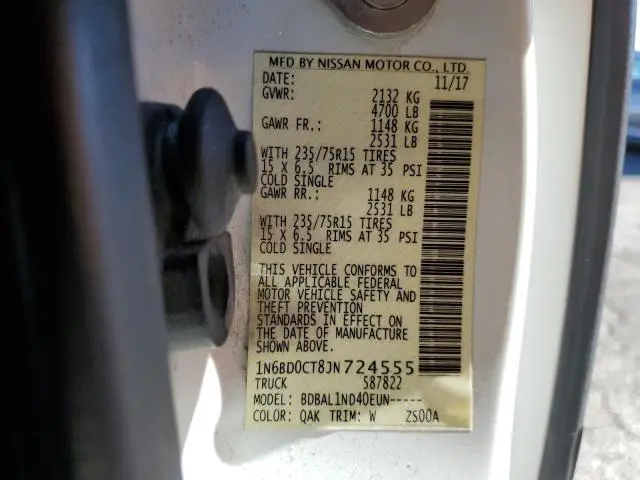 MFD BY NISSAN MOTOR CO., LTD.
DATE: 11/17
GVWR: 2132 KG
4700 LB
GAWR FR.: 1148 KG
2531 LB
WITH 235/75R15 TIRES
15 X 6.5 RIMS AT 35 PSI
COLD SINGLE
GAWR RR.: 1148 KG
2531 LB
WITH 235/75R15 TIRES
15 X 6.5 RIMS AT 35 PSI
COLD SINGLE
THIS VEHICLE CONFORMS TO
ALL APPLICABLE FEDERAL
MOTOR VEHICLE SAFETY AND
THEFT PREVENTION
STANDARDS IN EFFECT ON
THE DATE OF MANUFACTURE
SHOWN ABOVE.
1N6BD0CT8JN724555
TRUCK 587822
MODEL: BDBAL1ND40EUN-----
COLOR: QAK TRIM: W ZS00A